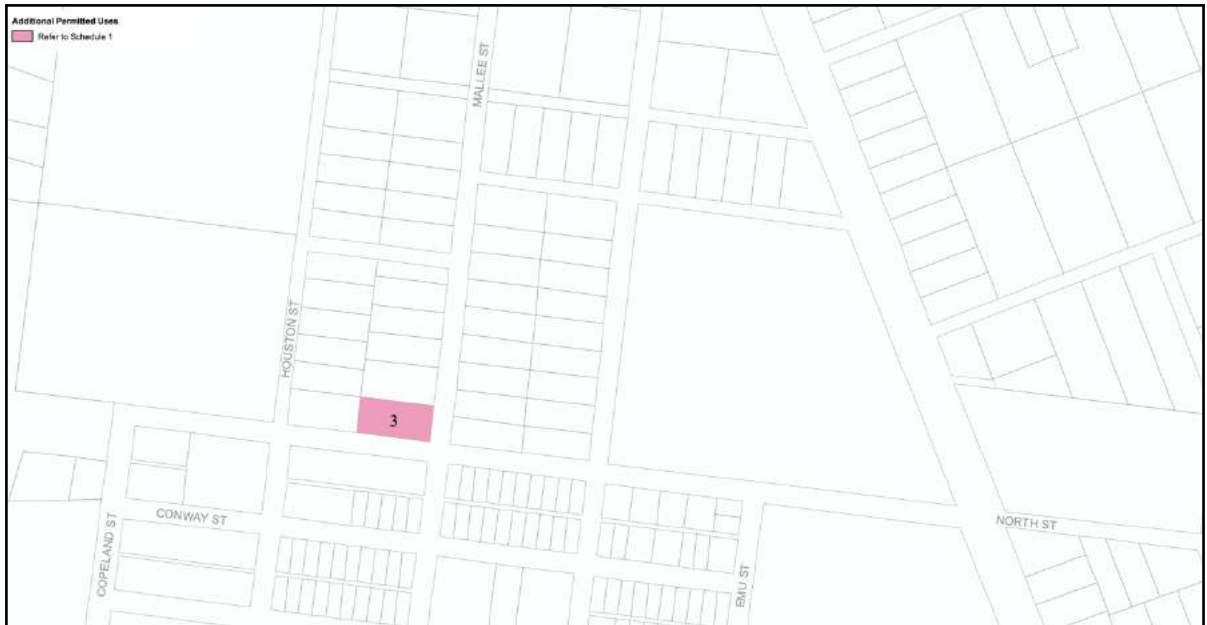 Additional Permitted Uses
Refer to Schedule 1
MALLEE ST
HOUSTON ST
3
CONWAY ST
NORTH ST
COPELAND ST
EMU ST